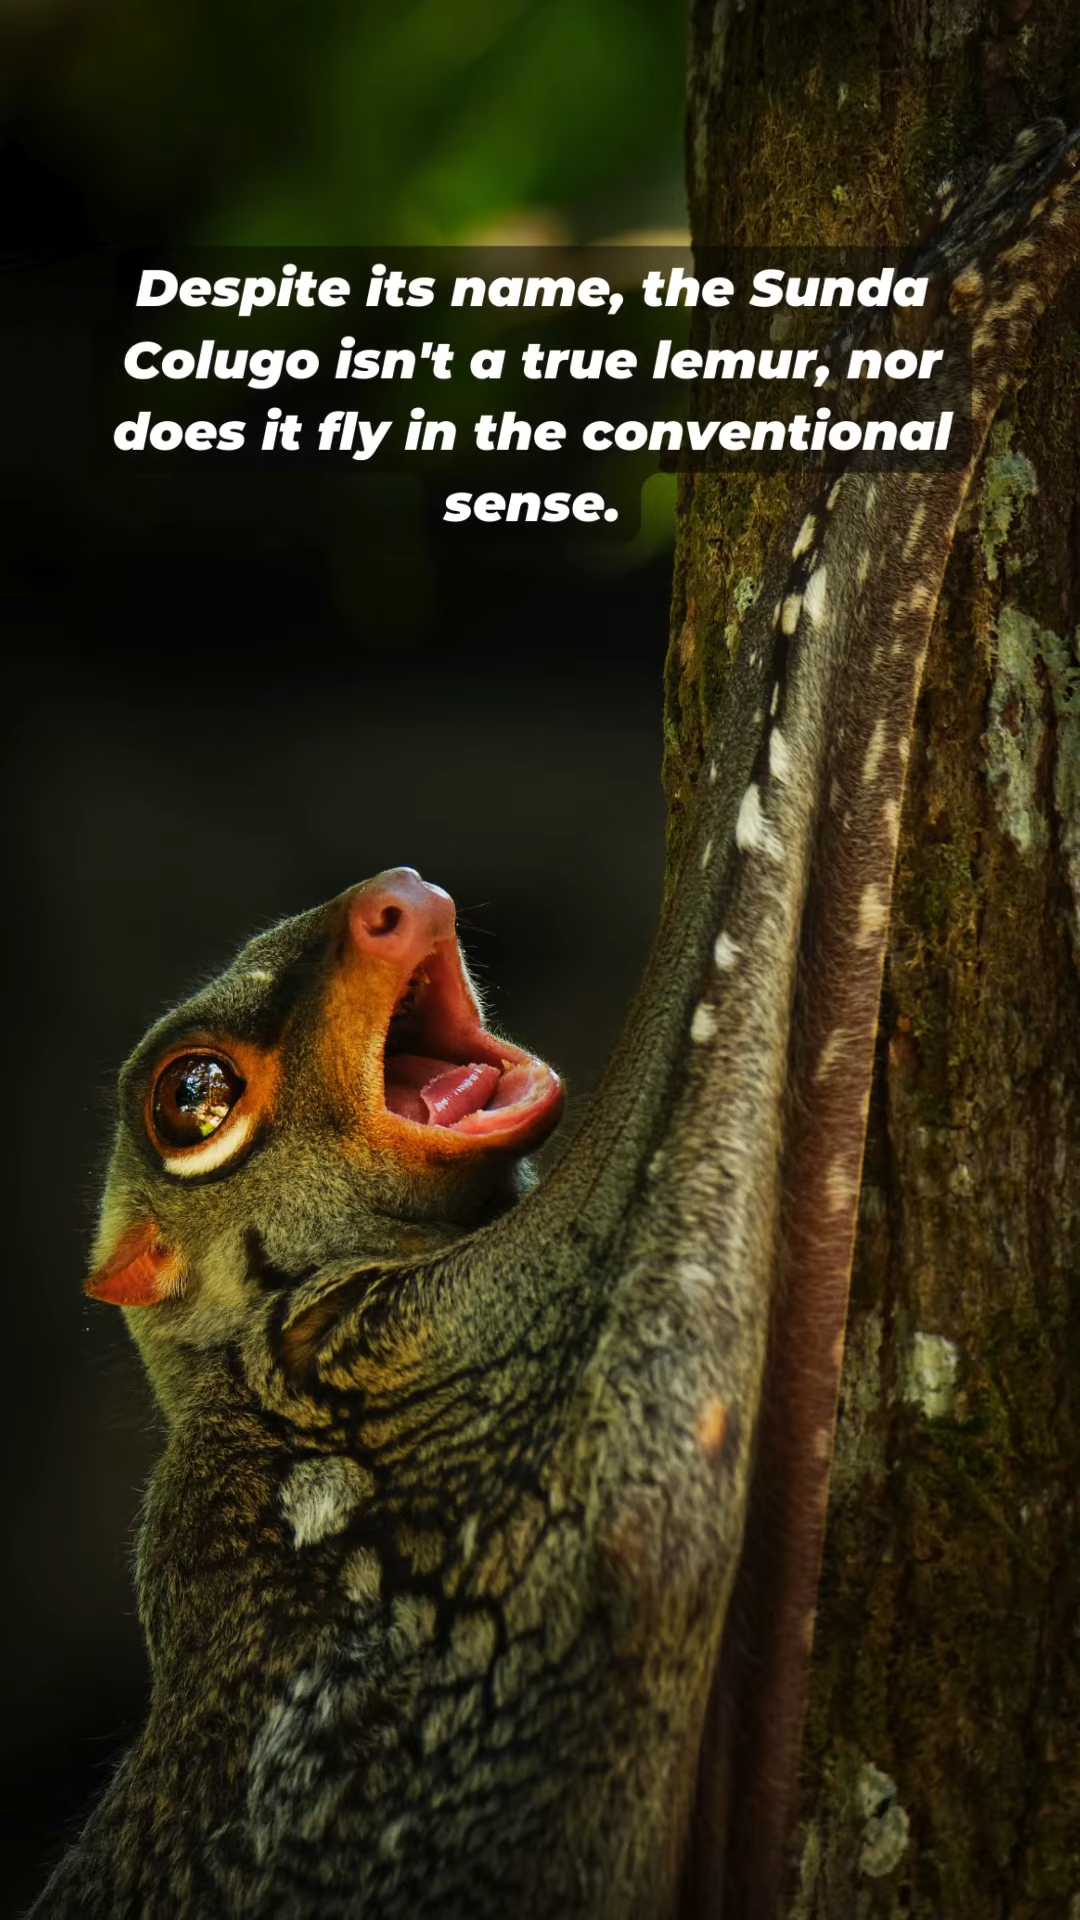 Despite its name, the Sunda
Colugo isn't a true lemur, nor
does it fly in the conventional
sense.